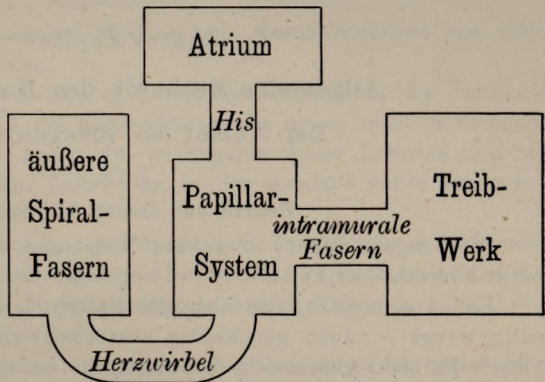 Atrium
His
äußere
Spiral-
Fasern
Papillar-
System
intramurale
Fasern
Treib-
Werk
Herzwirbel